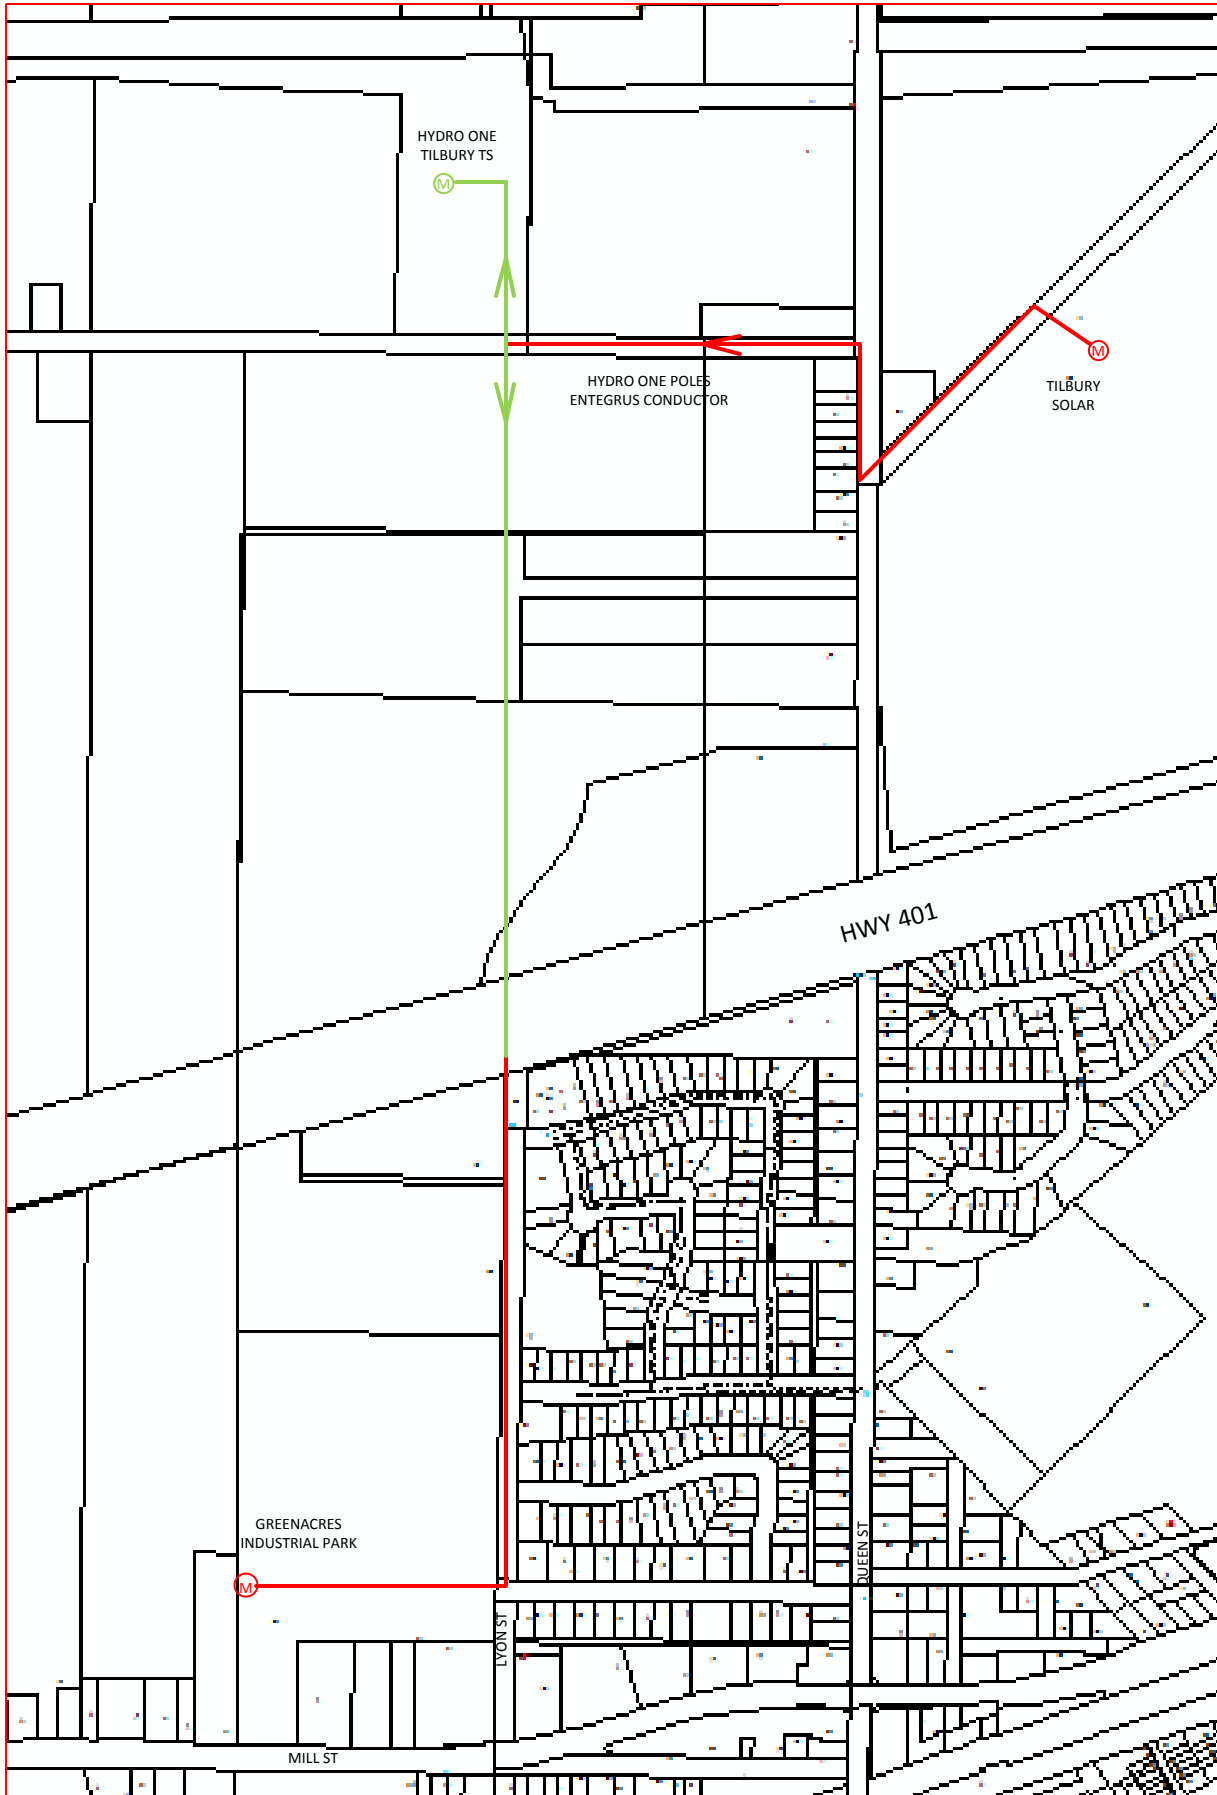 HYDRO ONE
TILBURY TS
M
M
HYDRO ONE POLES
ENTEGRUS CONDUCTOR
TILBURY
SOLAR
HWY 401
GREENACRES
INDUSTRIAL PARK
M
QUEEN ST
LYON ST
MILL ST